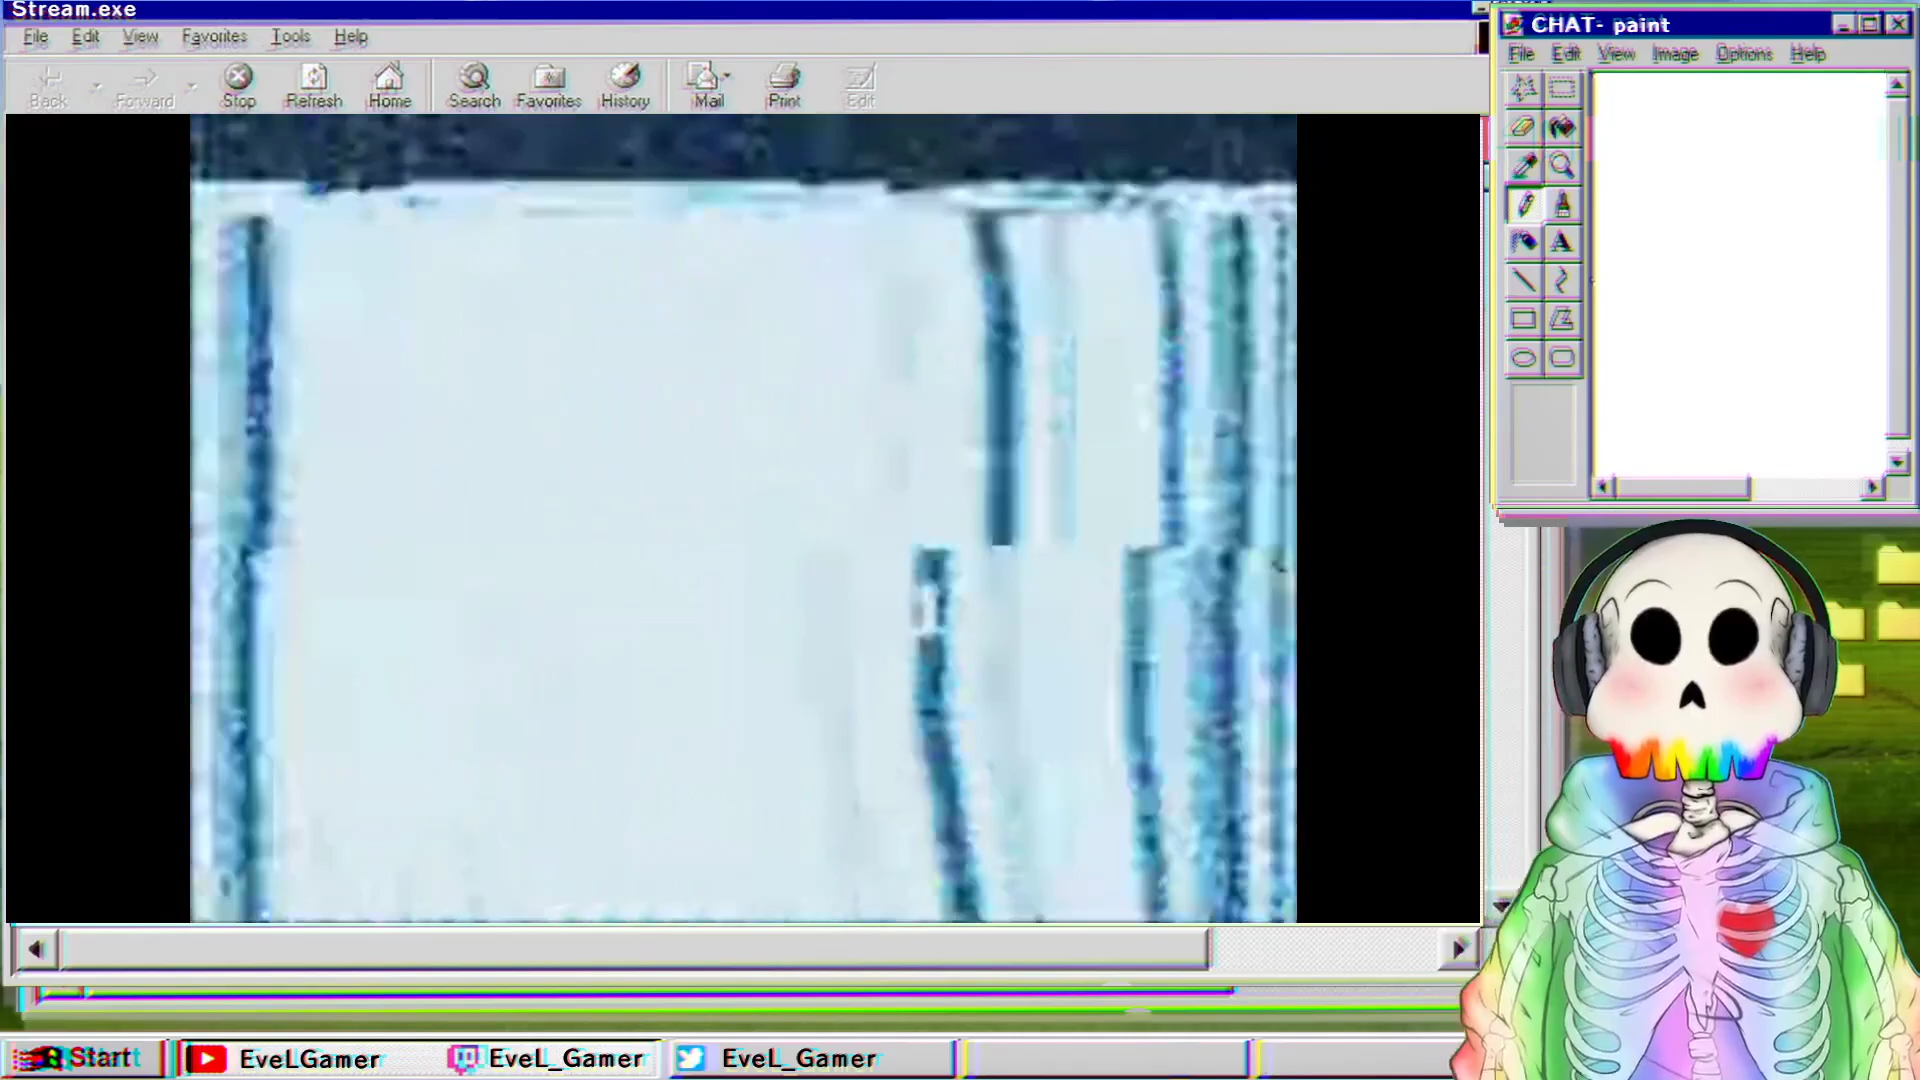 Stream.exe
File Edit View Favorites Tools Help
Back Forward Stop Refresh Home Search Favorites History Mail Print Edit
CHAT- paint
File Edit View Image Options Help
A
Start EveLGamer EveL_Gamer EveL_Gamer